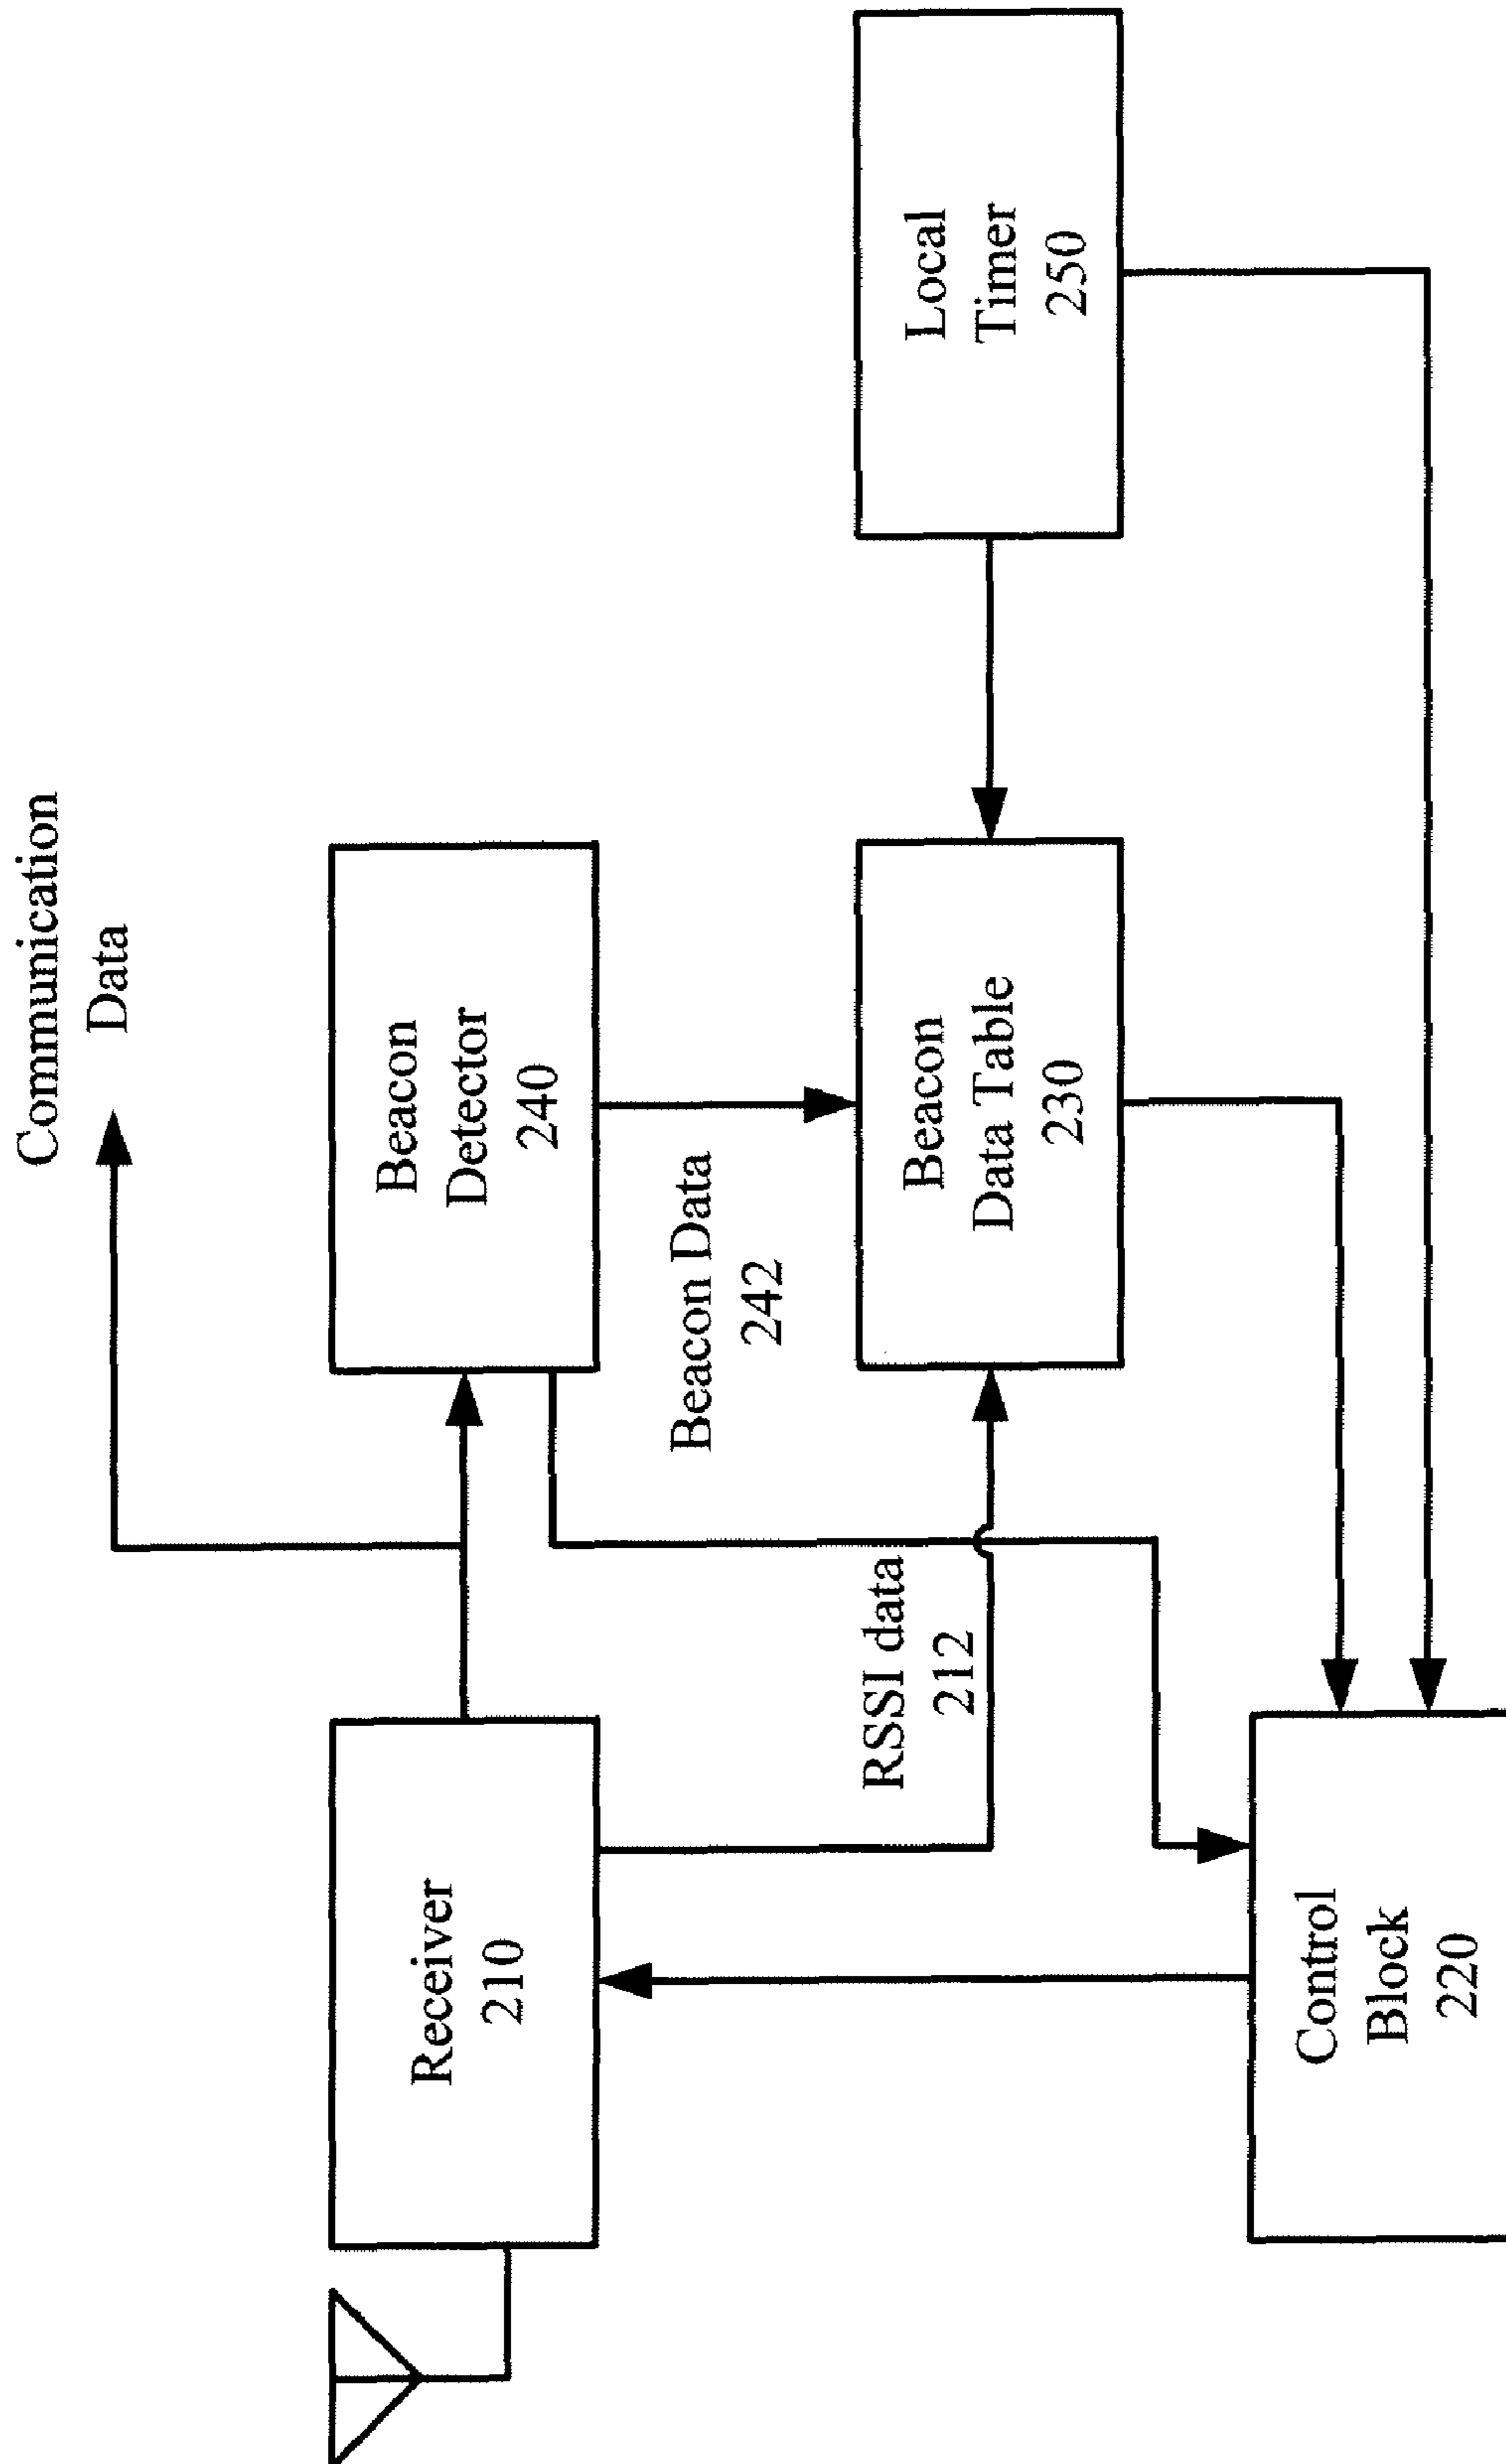 Communication
Data
Receiver
210
Beacon
Detector
240
Beacon Data
242
RSSI data
212
Beacon
Data Table
230
Local
Timer
250
Control
Block
220